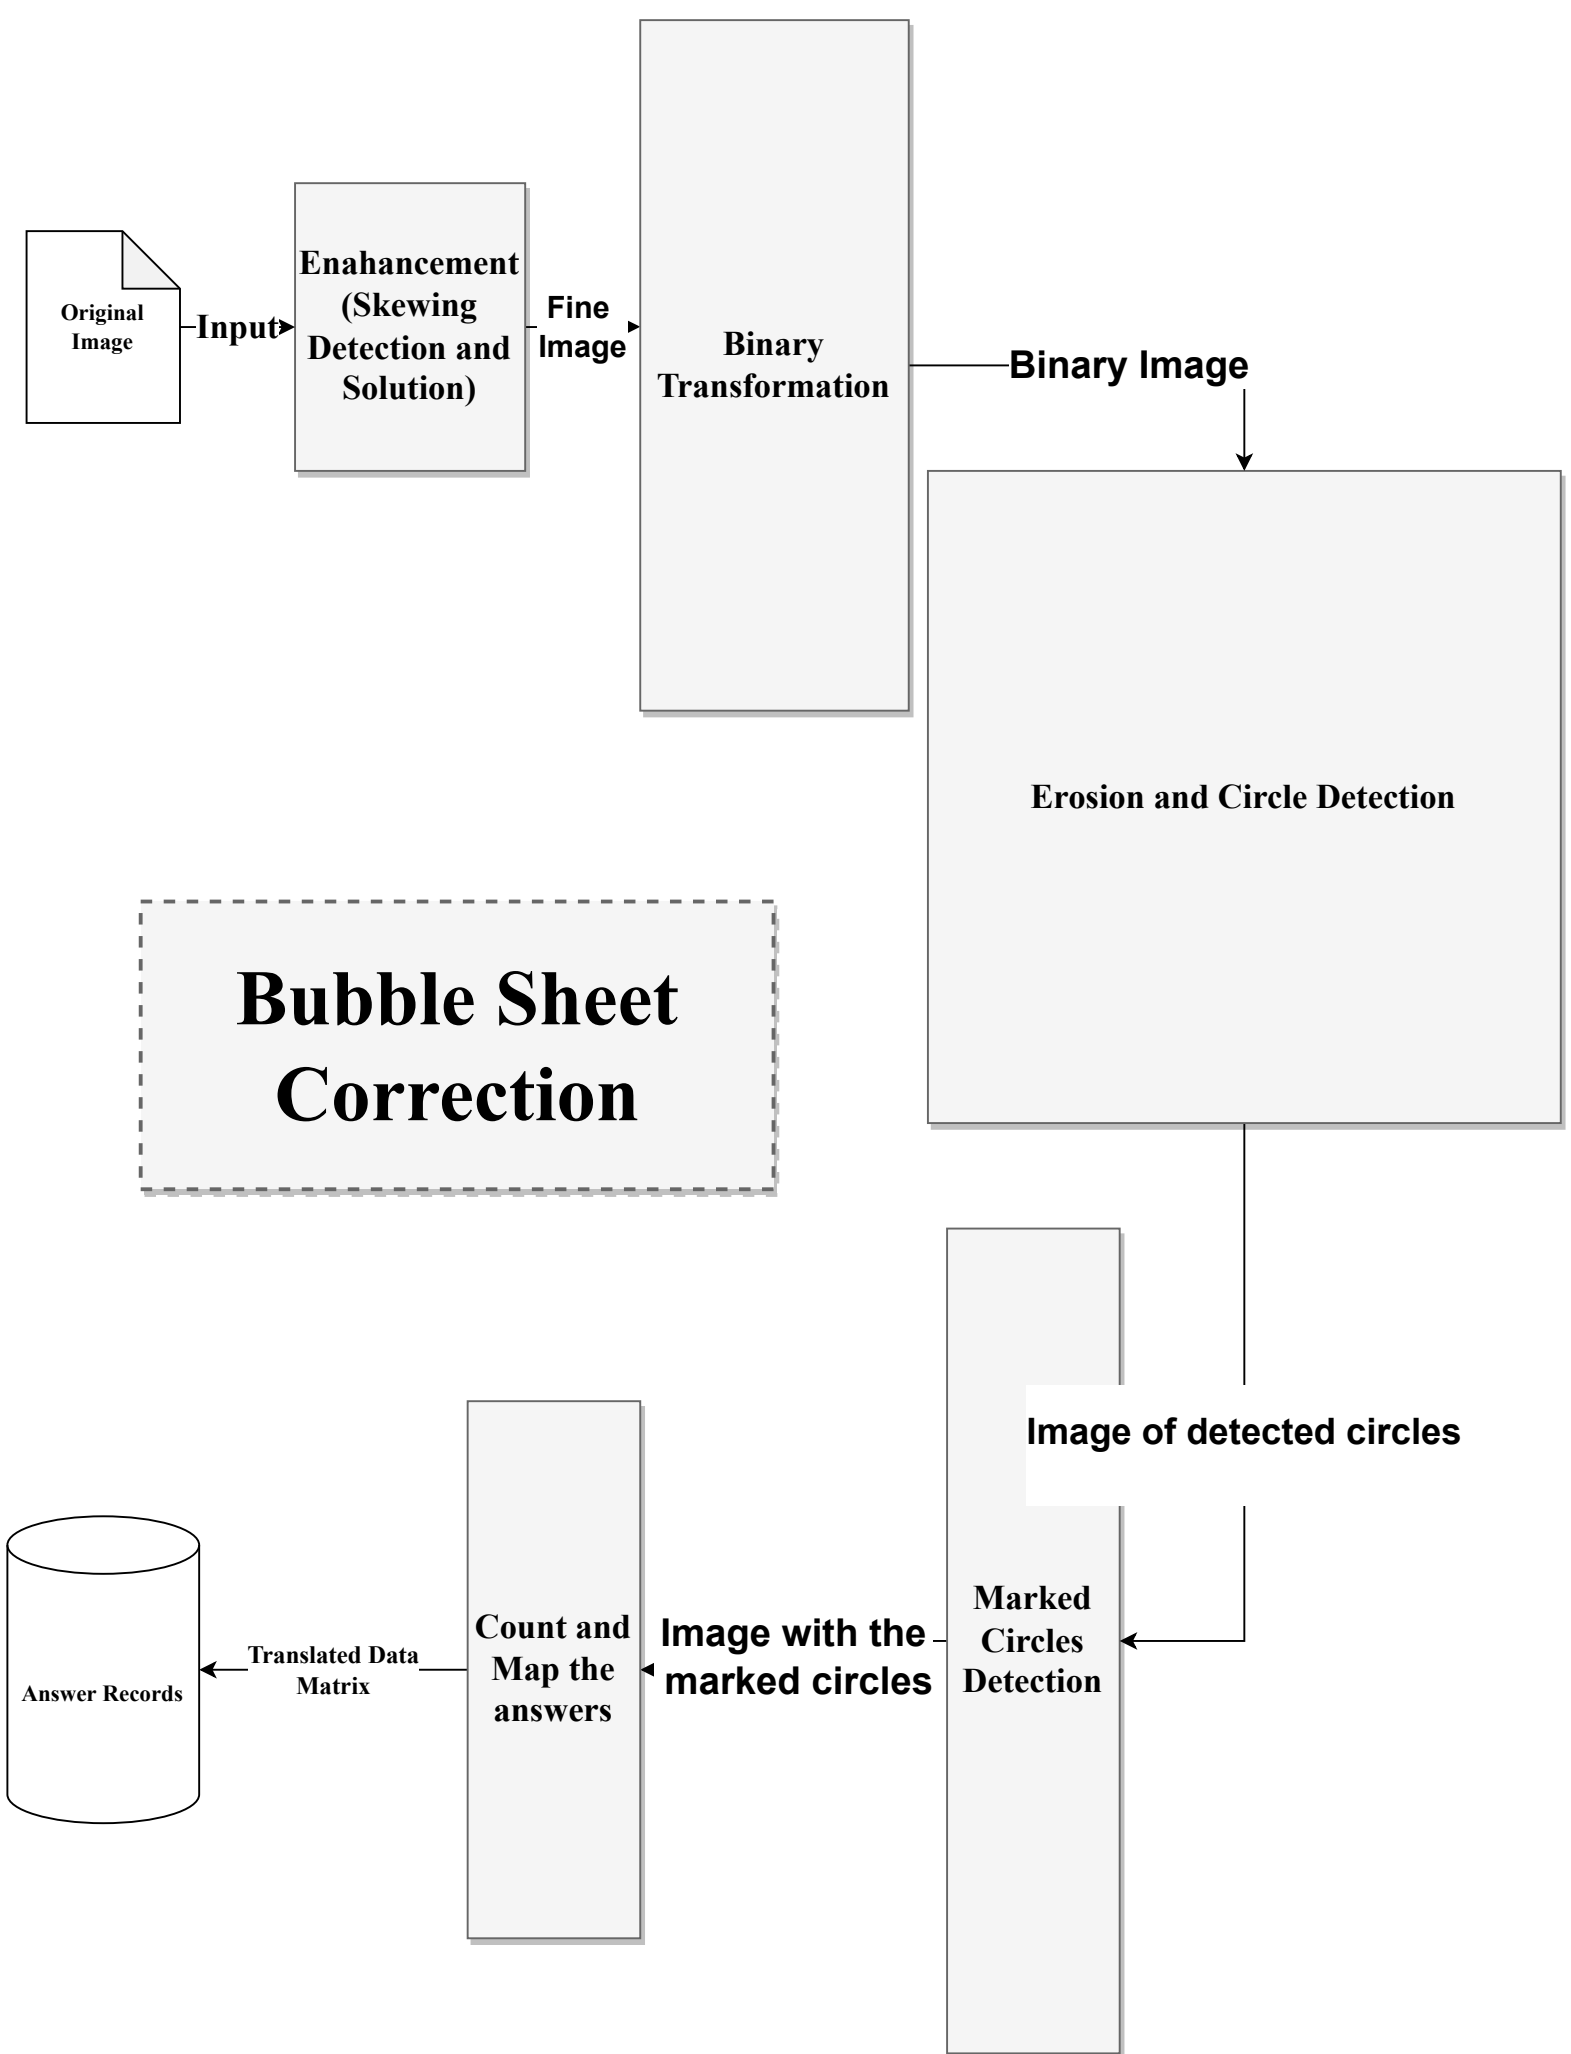 Original
Image
Input
Enahancement
(Skewing
Detection and
Solution)
Fine
Image
Binary
Transformation
Binary Image
Erosion and Circle Detection
Bubble Sheet
Correction
Image of detected circles
Marked
Circles
Detection
Image with the
marked circles
Count and
Map the
answers
Translated Data
Matrix
Answer Records